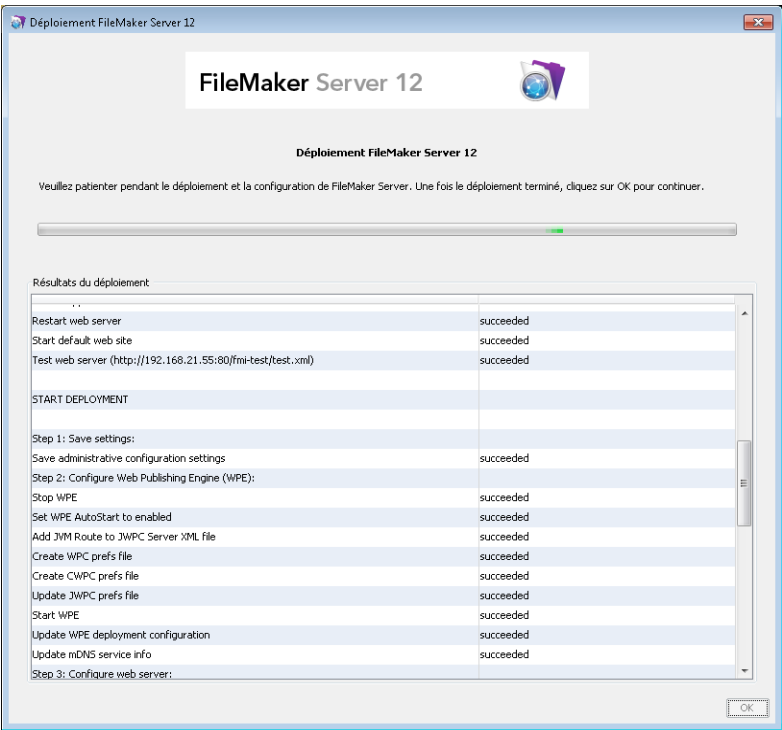 Déploiement FileMaker Server 12
FileMaker Server 12
Déploiement FileMaker Server 12
Veuillez patienter pendant le déploiement et la configuration de FileMaker Server. Une fois le déploiement terminé, cliquez sur OK pour continuer.
Résultats du déploiement
Restart web server succeeded
Start default web site succeeded
Test web server (http://192.168.21.55:80/fmi-test/test.xml) succeeded
START DEPLOYMENT
Step 1: Save settings:
Save administrative configuration settings succeeded
Step 2: Configure Web Publishing Engine (WPE):
Stop WPE succeeded
Set WPE AutoStart to enabled succeeded
Add JVM Route to JWPC Server XML file succeeded
Create WPC prefs file succeeded
Create CWPC prefs file succeeded
Update JWPC prefs file succeeded
Start WPE succeeded
Update WPE deployment configuration succeeded
Update mDNS service info succeeded
Step 3: Configure web server:
OK